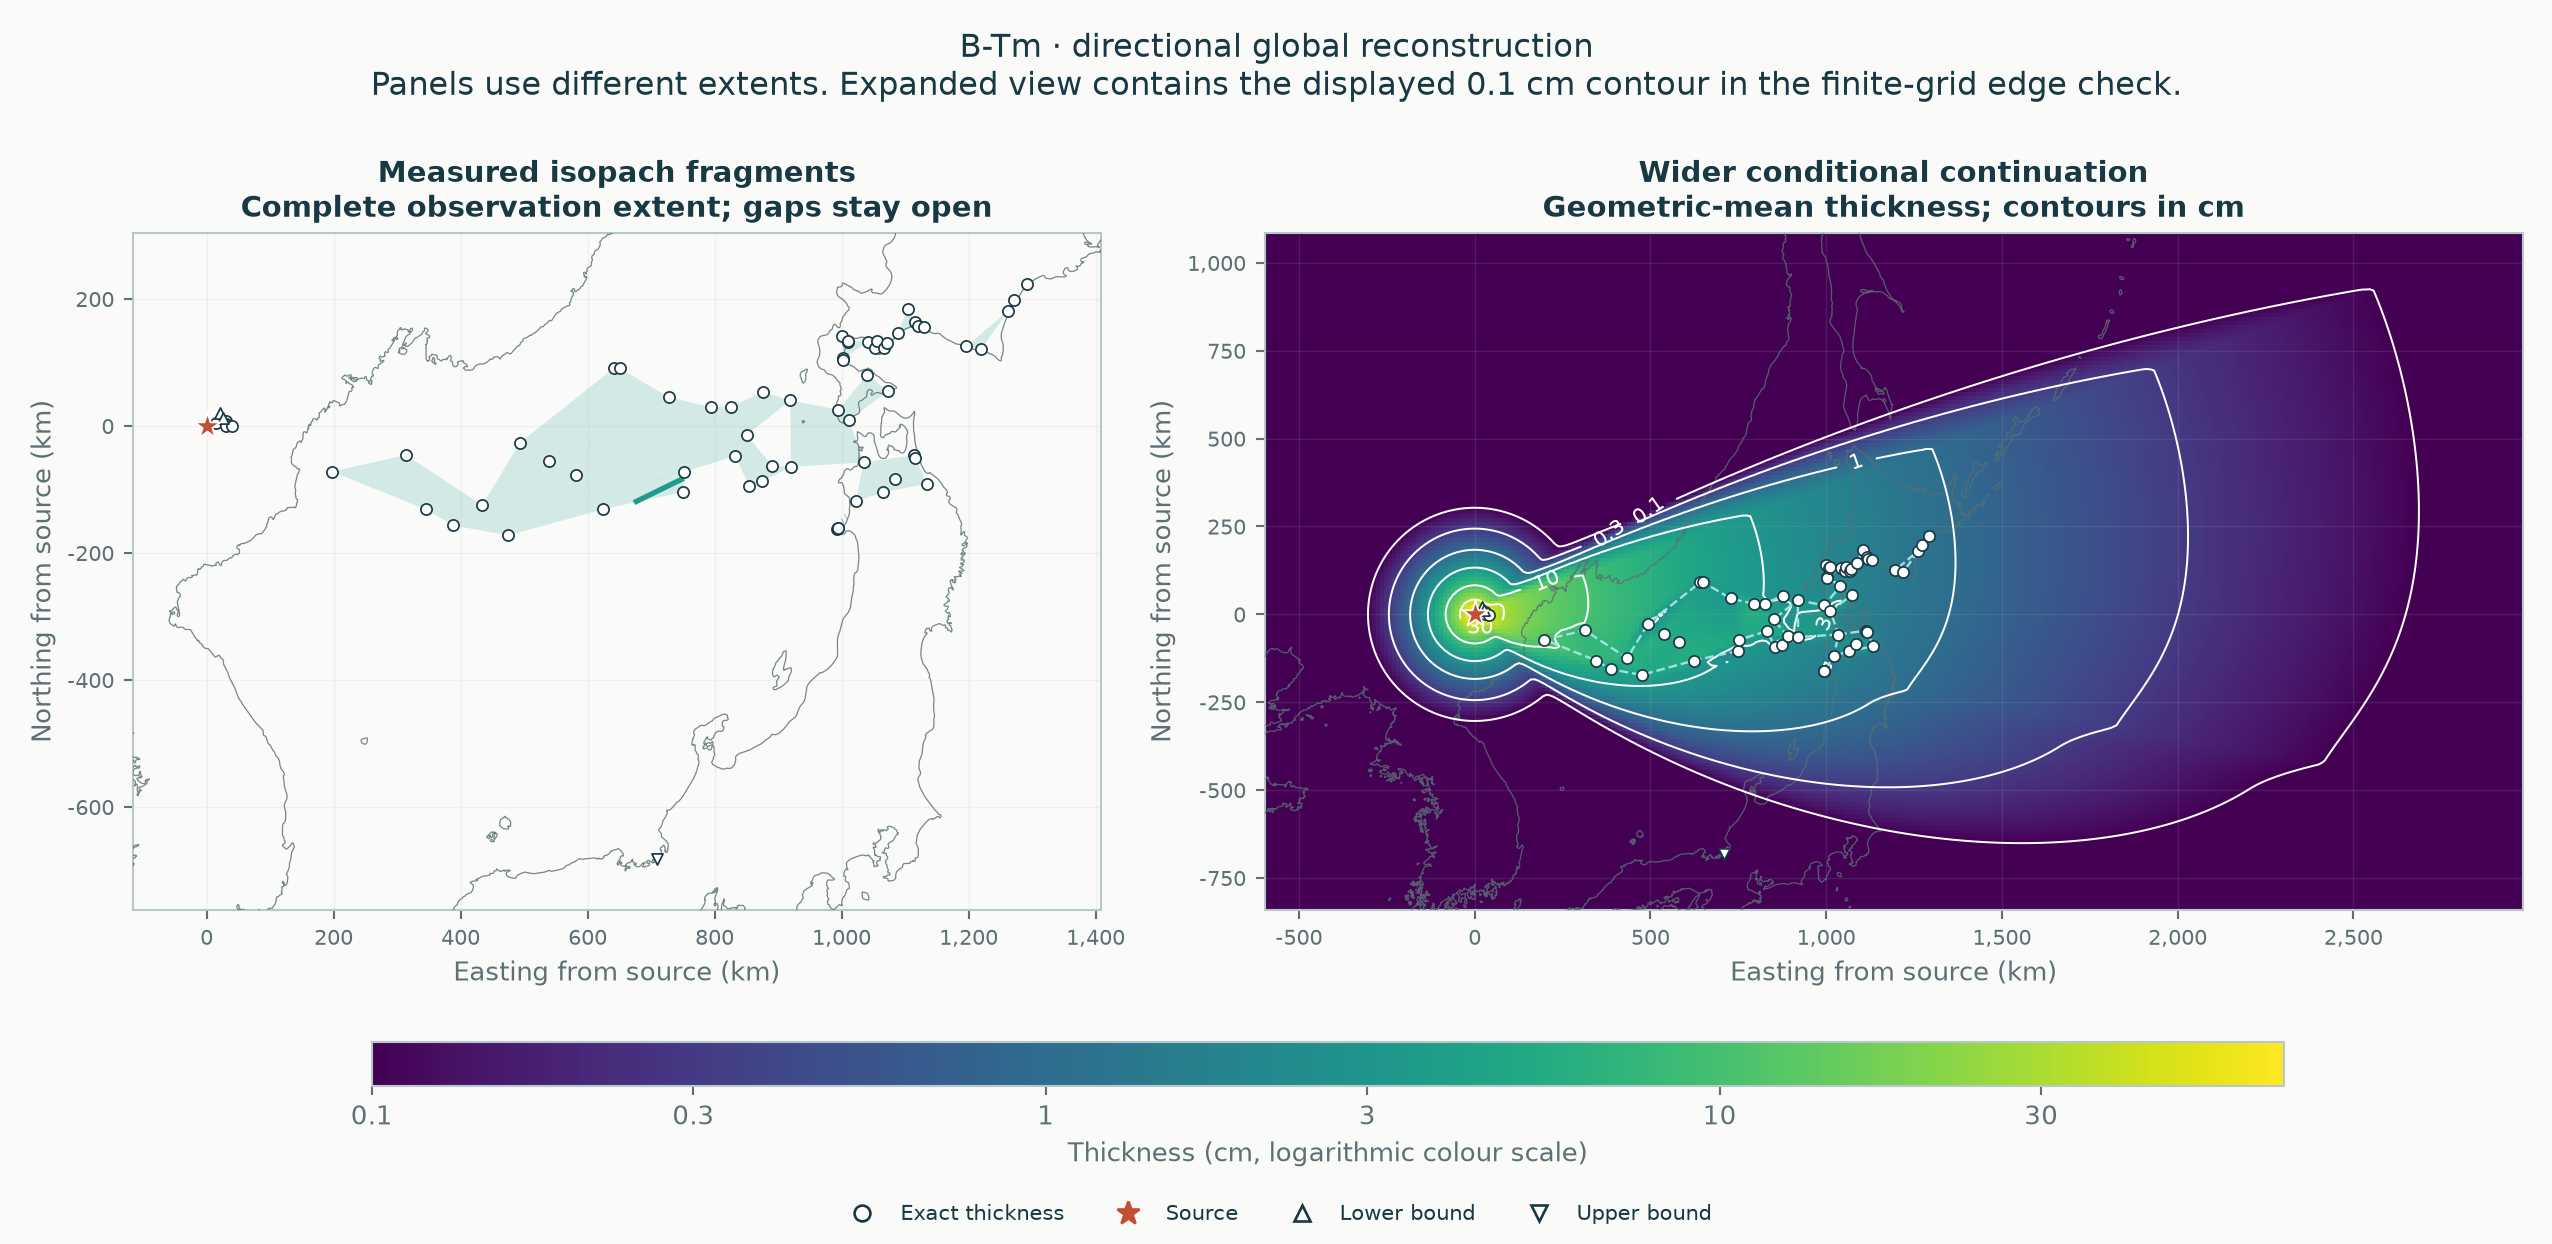 B-Tm · directional global reconstruction
Panels use different extents. Expanded view contains the displayed 0.1 cm contour in the finite-grid edge check.
Measured isopach fragments
Complete observation extent; gaps stay open
Wider conditional continuation
Geometric-mean thickness; contours in cm
Northing from source (km)
200
0
-200
-400
-600
0
200
400
600
800
1,000
1,200
1,400
Easting from source (km)
Northing from source (km)
1,000
750
500
250
0
-250
-500
-750
0.1
0.3
1
3
10
30
-500
0
500
1,000
1,500
2,000
2,500
Easting from source (km)
0.1
0.3
1
3
10
30
Thickness (cm, logarithmic colour scale)
Exact thickness
Source
Lower bound
Upper bound